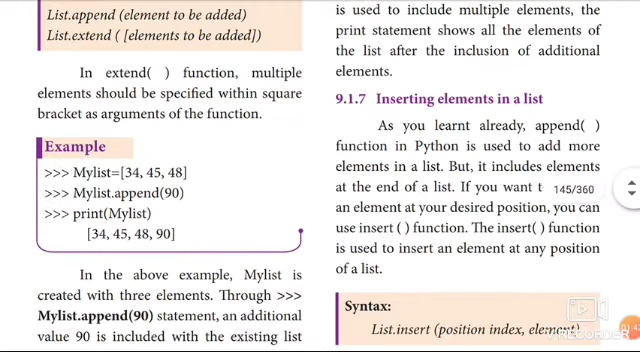 List.append (element to be added)
List.extend ( [elements to be added])
In extend( ) function, multiple
elements should be specified within square
bracket as arguments of the function.
Example
>>> Mylist=[34, 45, 48]
>>> Mylist.append(90)
>>> print(Mylist)
[34, 45, 48, 90]
In the above example, Mylist is
created with three elements. Through >>>
Mylist.append(90) statement, an additional
value 90 is included with the existing list
is used to include multiple elements, the
print statement shows all the elements of
the list after the inclusion of additional
elements.
9.1.7 Inserting elements in a list
As you learnt already, append( )
function in Python is used to add more
elements in a list. But, it includes elements
at the end of a list. If you want
an element at your desired position, you can
use insert ( ) function. The insert( ) function
is used to insert an element at any position
of a list.
Syntax:
List.insert (position index, element)
145/360
RECORDER